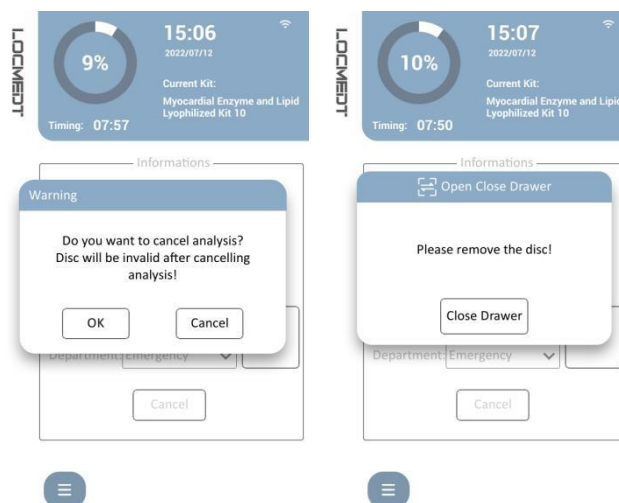 LOCMEDT
9%
15:06
2022/07/12
Current Kit:
Myocardial Enzyme and Lipid
Lyophilized Kit 10
Timing: 07:57
Informations
Warning
Do you want to cancel analysis?
Disc will be invalid after cancelling
analysis!
OK
Cancel
Department: Emergency
Cancel
LOCMEDT
10%
15:07
2022/07/12
Current Kit:
Myocardial Enzyme and Lipid
Lyophilized Kit 10
Timing: 07:50
Informations
Open Close Drawer
Please remove the disc!
Close Drawer
Department: Emergency
Cancel